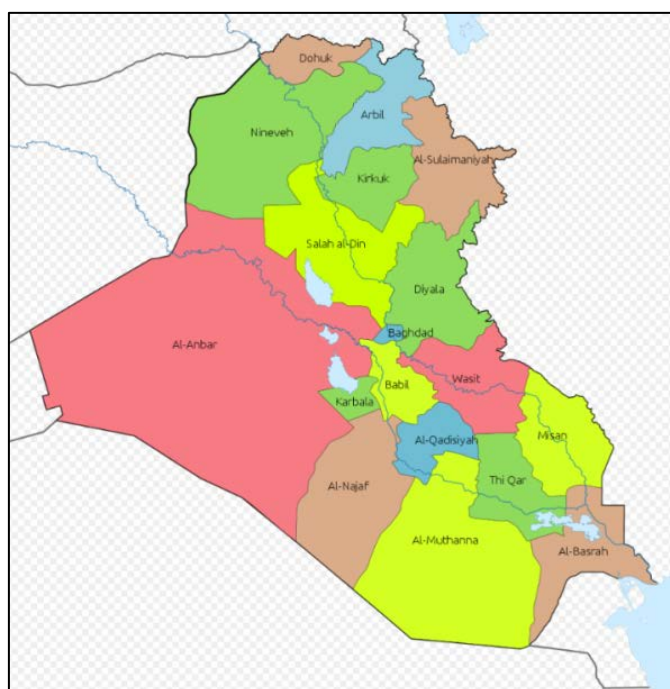 Dohuk
Arbil
Nineveh
Al-Sulaimaniyah
Kirkuk
Salah al-Din
Diyala
Baghdad
Al-Anbar
Wasit
Babil
Karbala
Misan
Al-Qadisiyah
Thi Qar
Al-Najaf
Al-Muthanna
Al-Basrah